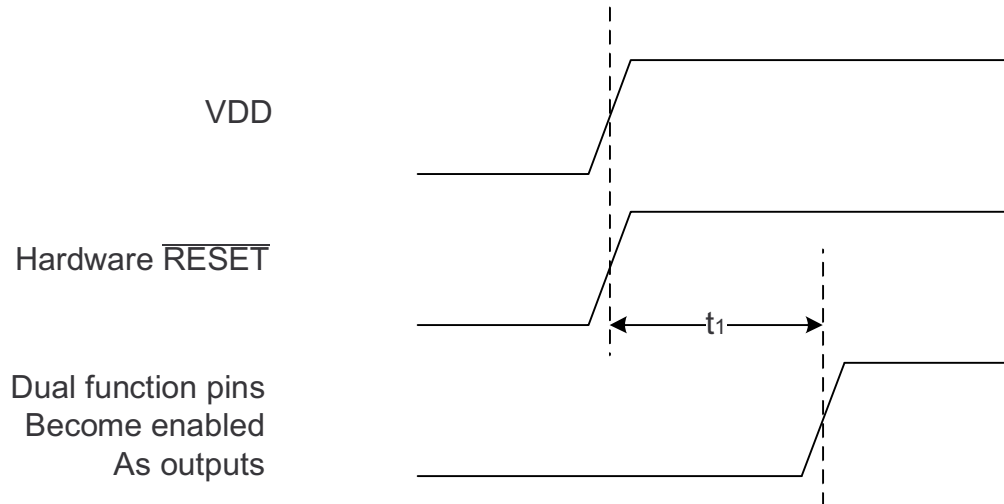 VDD
Hardware RESET
t1
Dual function pins
Become enabled
As outputs